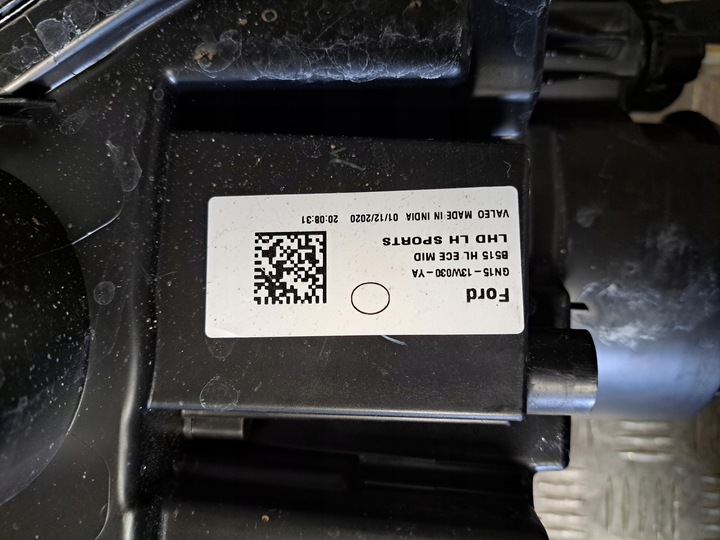 Ford
GN15-13W030-YA
B515 HL ECE MID
LHD LH SPORTS
VALEO MADE IN INDIA 01/12/2020 20:08:31